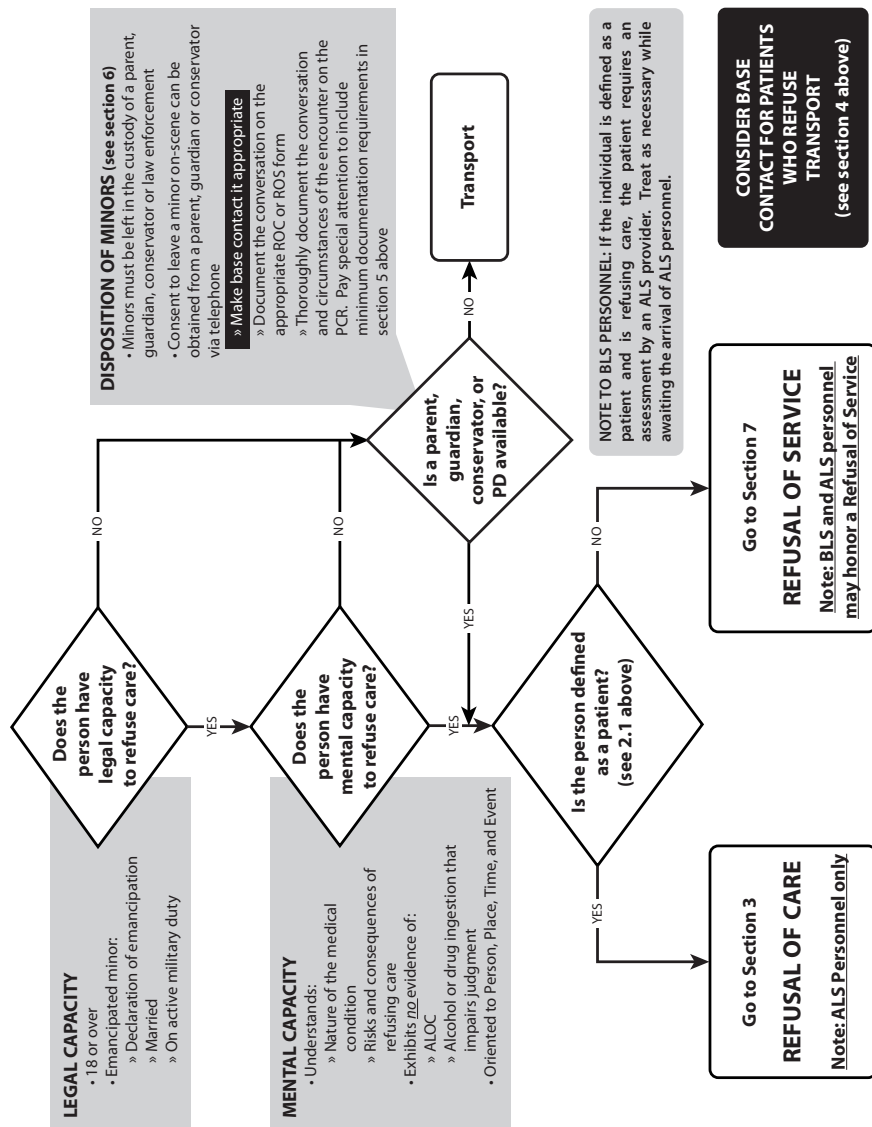 LEGAL CAPACITY
• 18 or over
• Emancipated minor:
» Declaration of emancipation
» Married
» On active military duty
Does the
person have
legal capacity
to refuse care?
NO
YES
MENTAL CAPACITY
• Understands:
» Nature of the medical
condition
» Risks and consequences of
refusing care
• Exhibits no evidence of:
» ALOC
» Alcohol or drug ingestion that
impairs judgment
• Oriented to Person, Place, Time, and Event
Does the
person have
mental capacity
to refuse care?
NO
YES
DISPOSITION OF MINORS (see section 6)
• Minors must be left in the custody of a parent,
guardian, conservator or law enforcement
• Consent to leave a minor on-scene can be
obtained from a parent, guardian or conservator
via telephone
» Make base contact it appropriate
» Document the conversation on the
appropriate ROC or ROS form
» Thoroughly document the conversation
and circumstances of the encounter on the
PCR. Pay special attention to include
minimum documentation requirements in
section 5 above
Is a parent,
guardian,
conservator, or
PD available?
YES
NO
Transport
Is the person defined
as a patient?
(see 2.1 above)
YES
NO
NOTE TO BLS PERSONNEL: If the individual is defined as a
patient and is refusing care, the patient requires an
assessment by an ALS provider. Treat as necessary while
awaiting the arrival of ALS personnel.
Go to Section 3
REFUSAL OF CARE
Note: ALS Personnel only
Go to Section 7
REFUSAL OF SERVICE
Note: BLS and ALS personnel
may honor a Refusal of Service
CONSIDER BASE
CONTACT FOR PATIENTS
WHO REFUSE
TRANSPORT
(see section 4 above)